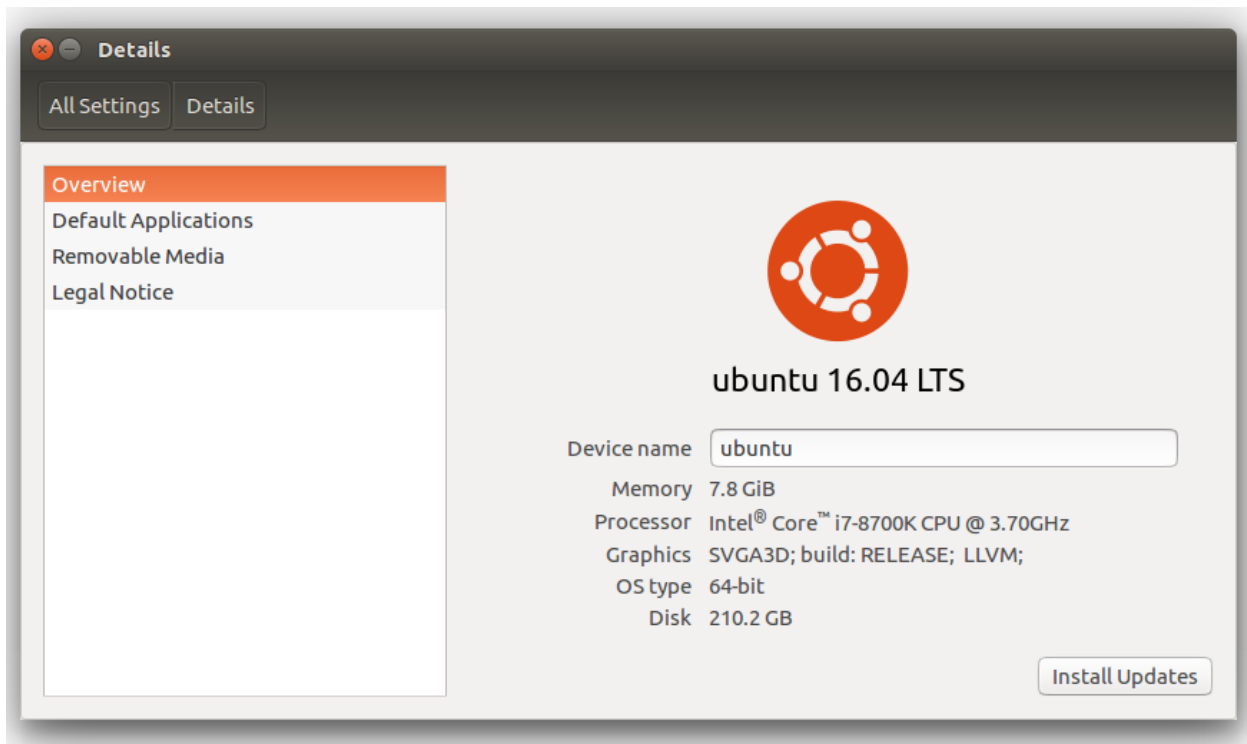 Details
All Settings Details
Overview
Default Applications
Removable Media
Legal Notice
ubuntu 16.04 LTS
Device name ubuntu
Memory 7.8 GiB
Processor Intel® Core™ i7-8700K CPU @ 3.70GHz
Graphics SVGA3D; build: RELEASE;  LLVM;
OS type 64-bit
Disk 210.2 GB
Install Updates